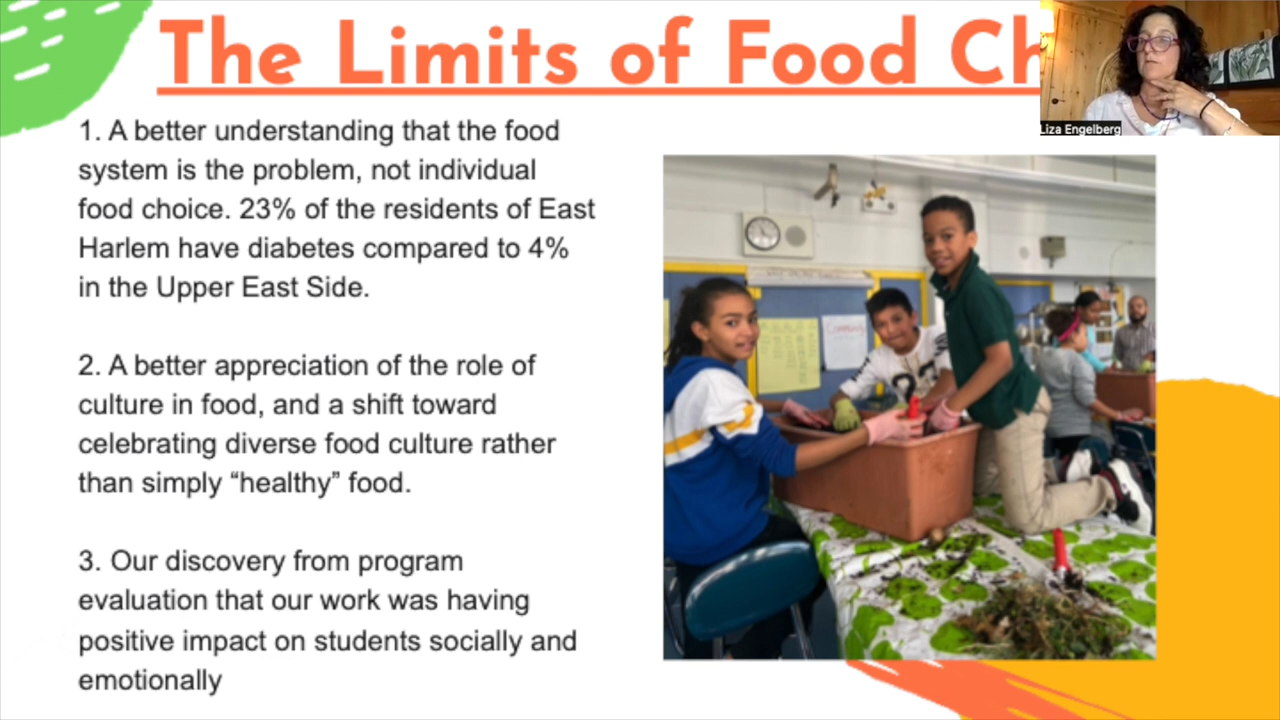 The Limits of Food Ch
Liza Engelberg
1. A better understanding that the food
system is the problem, not individual
food choice. 23% of the residents of East
Harlem have diabetes compared to 4%
in the Upper East Side.
2. A better appreciation of the role of
culture in food, and a shift toward
celebrating diverse food culture rather
than simply “healthy” food.
3. Our discovery from program
evaluation that our work was having
positive impact on students socially and
emotionally